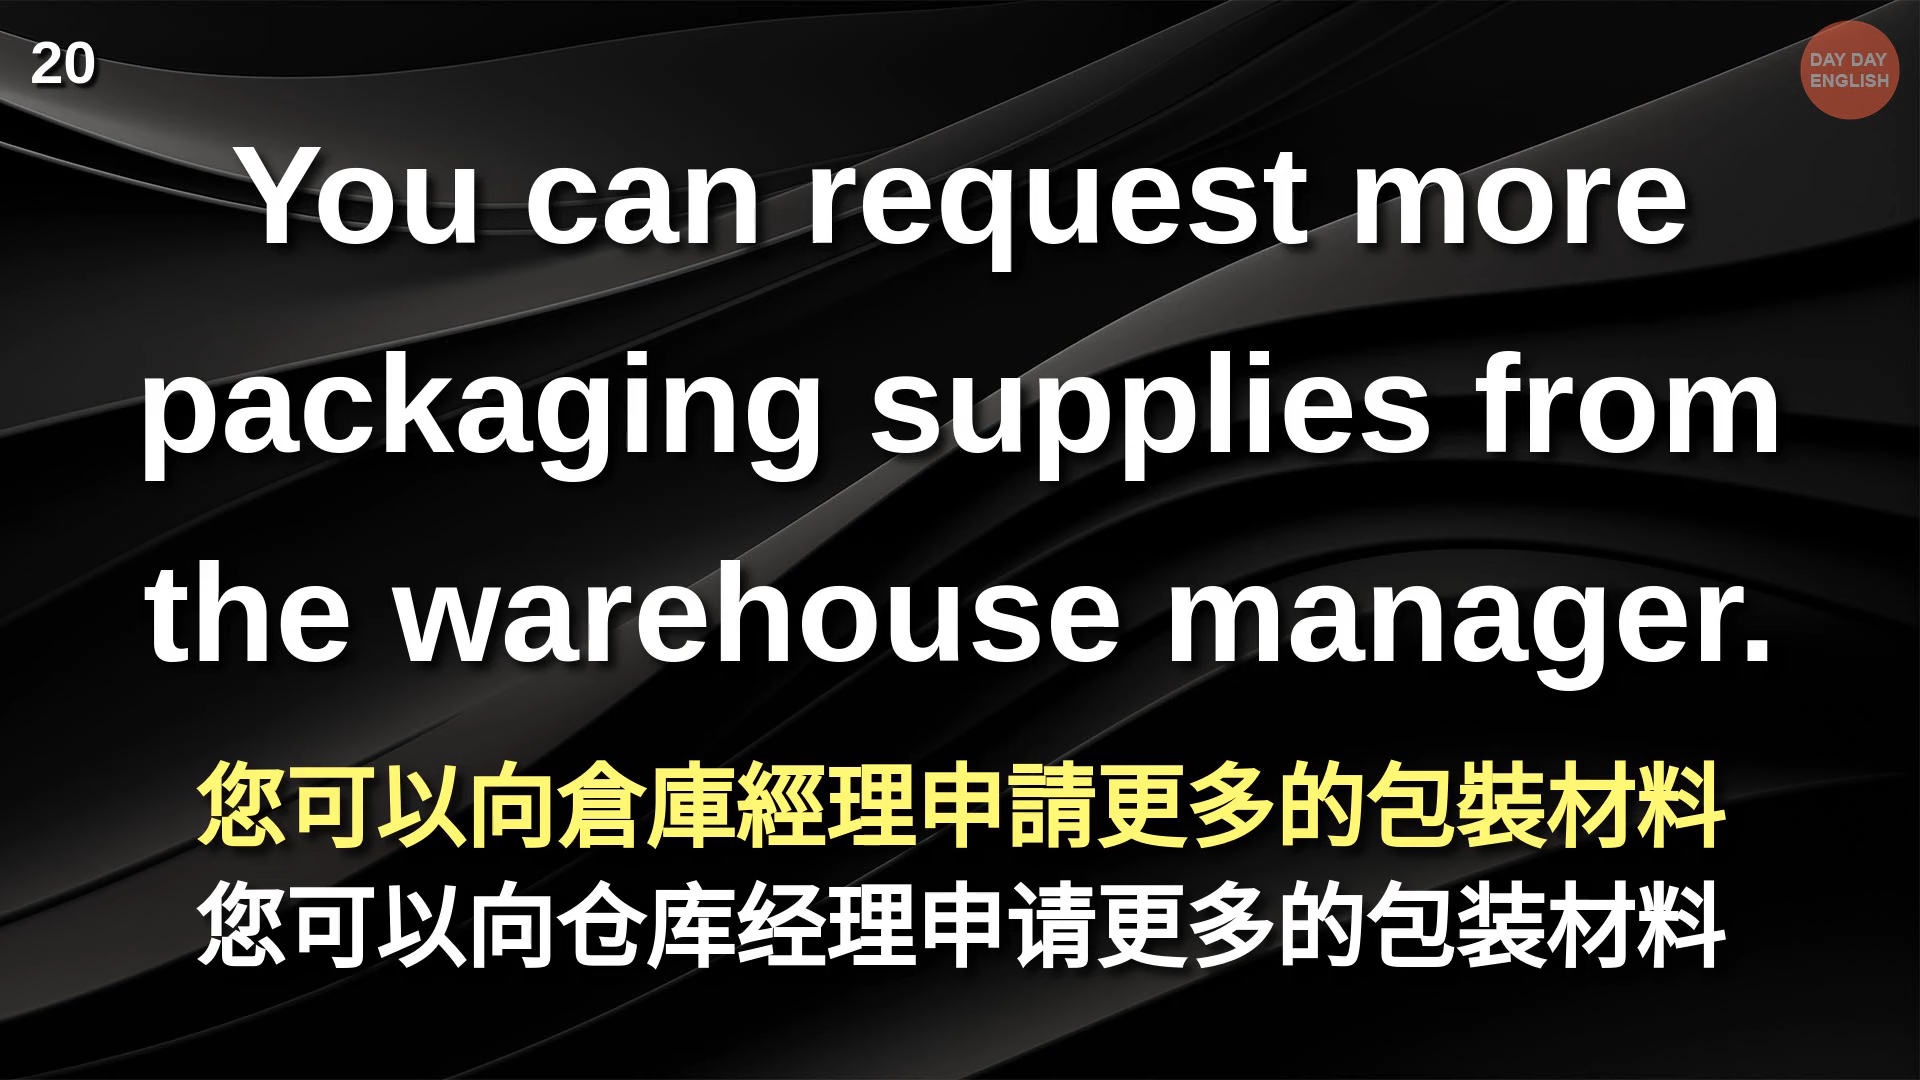 20
DAY DAY
ENGLISH
You can request more
packaging supplies from
the warehouse manager.
您可以向倉庫經理申請更多的包裝材料
您可以向仓库经理申请更多的包装材料